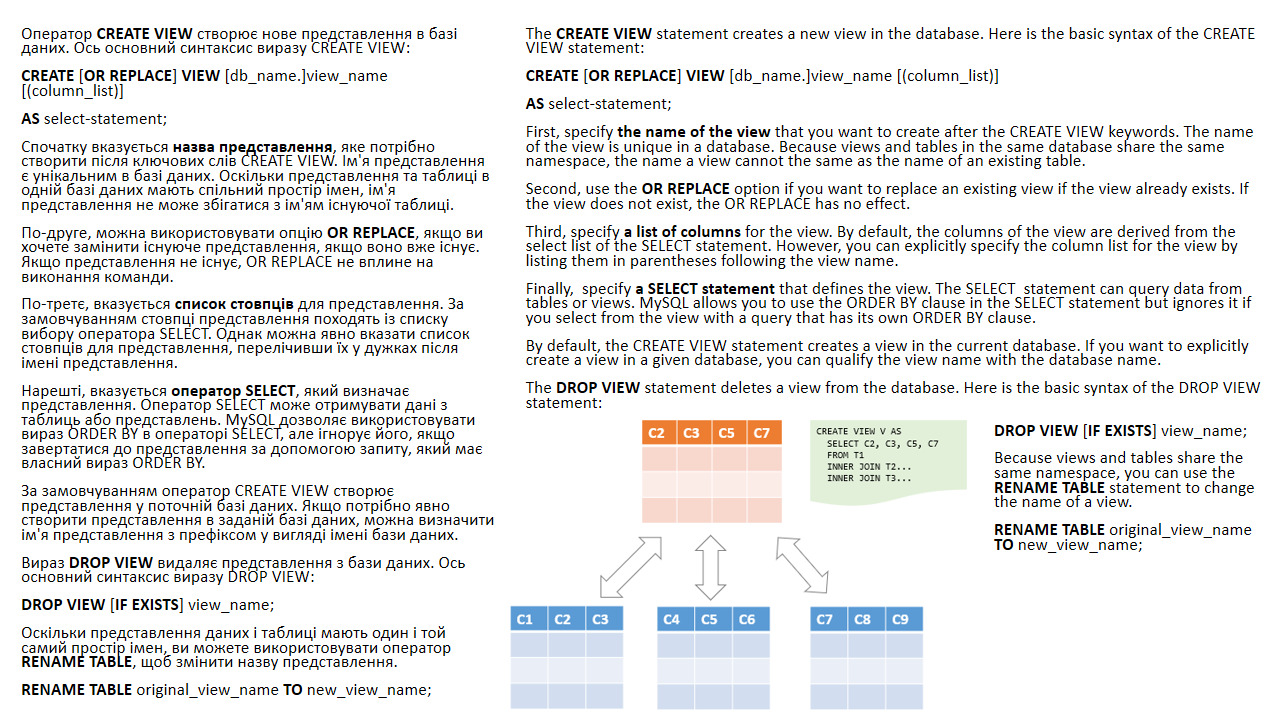 Оператор CREATE VIEW створює нове представлення в базі
даних. Ось основний синтаксис виразу CREATE VIEW:
CREATE [OR REPLACE] VIEW [db_name.]view_name
[(column_list)]
AS select-statement;
Спочатку вказується назва представлення, яке потрібно
створити після ключових слів CREATE VIEW. Ім'я представлення
є унікальним в базі даних. Оскільки представлення та таблиці в
одній базі даних мають спільний простір імен, ім'я
представлення не може збігатися з ім'ям існуючої таблиці.
По-друге, можна використовувати опцію OR REPLACE, якщо ви
хочете замінити існуюче представлення, якщо воно вже існує.
Якщо представлення не існує, OR REPLACE не вплине на
виконання команди.
По-третє, вказується список стовпців для представлення. За
замовчуванням стовпці представлення походять із списку
вибору оператора SELECT. Однак можна явно вказати список
стовпців для представлення, перелічивши їх у дужках після
імені представлення.
Нарешті, вказується оператор SELECT, який визначає
представлення. Оператор SELECT може отримувати дані з
таблиць або представлень. MySQL дозволяє використовувати
вираз ORDER BY в операторі SELECT, але ігнорує його, якщо
завертатися до представлення за допомогою запиту, який має
власний вираз ORDER BY.
За замовчуванням оператор CREATE VIEW створює
представлення у поточній базі даних. Якщо потрібно явно
створити представлення в заданій базі даних, можна визначити
ім'я представлення з префіксом у вигляді імені бази даних.
Вираз DROP VIEW видаляє представлення з бази даних. Ось
основний синтаксис виразу DROP VIEW:
DROP VIEW [IF EXISTS] view_name;
Оскільки представлення даних і таблиці мають один і той
самий простір імен, ви можете використовувати оператор
RENAME TABLE, щоб змінити назву представлення.
RENAME TABLE original_view_name TO new_view_name;
The CREATE VIEW statement creates a new view in the database. Here is the basic syntax of the CREATE
VIEW statement:
CREATE [OR REPLACE] VIEW [db_name.]view_name [(column_list)]
AS select-statement;
First, specify the name of the view that you want to create after the CREATE VIEW keywords. The name
of the view is unique in a database. Because views and tables in the same database share the same
namespace, the name a view cannot the same as the name of an existing table.
Second, use the OR REPLACE option if you want to replace an existing view if the view already exists. If
the view does not exist, the OR REPLACE has no effect.
Third, specify a list of columns for the view. By default, the columns of the view are derived from the
select list of the SELECT statement. However, you can explicitly specify the column list for the view by
listing them in parentheses following the view name.
Finally, specify a SELECT statement that defines the view. The SELECT statement can query data from
tables or views. MySQL allows you to use the ORDER BY clause in the SELECT statement but ignores it if
you select from the view with a query that has its own ORDER BY clause.
By default, the CREATE VIEW statement creates a view in the current database. If you want to explicitly
create a view in a given database, you can qualify the view name with the database name.
The DROP VIEW statement deletes a view from the database. Here is the basic syntax of the DROP VIEW
statement:
C2 C3 C5 C7
CREATE VIEW V AS
SELECT C2, C3, C5, C7
FROM T1
INNER JOIN T2...
INNER JOIN T3...
DROP VIEW [IF EXISTS] view_name;
Because views and tables share the
same namespace, you can use the
RENAME TABLE statement to change
the name of a view.
RENAME TABLE original_view_name
TO new_view_name;
C1 C2 C3
C4 C5 C6
C7 C8 C9